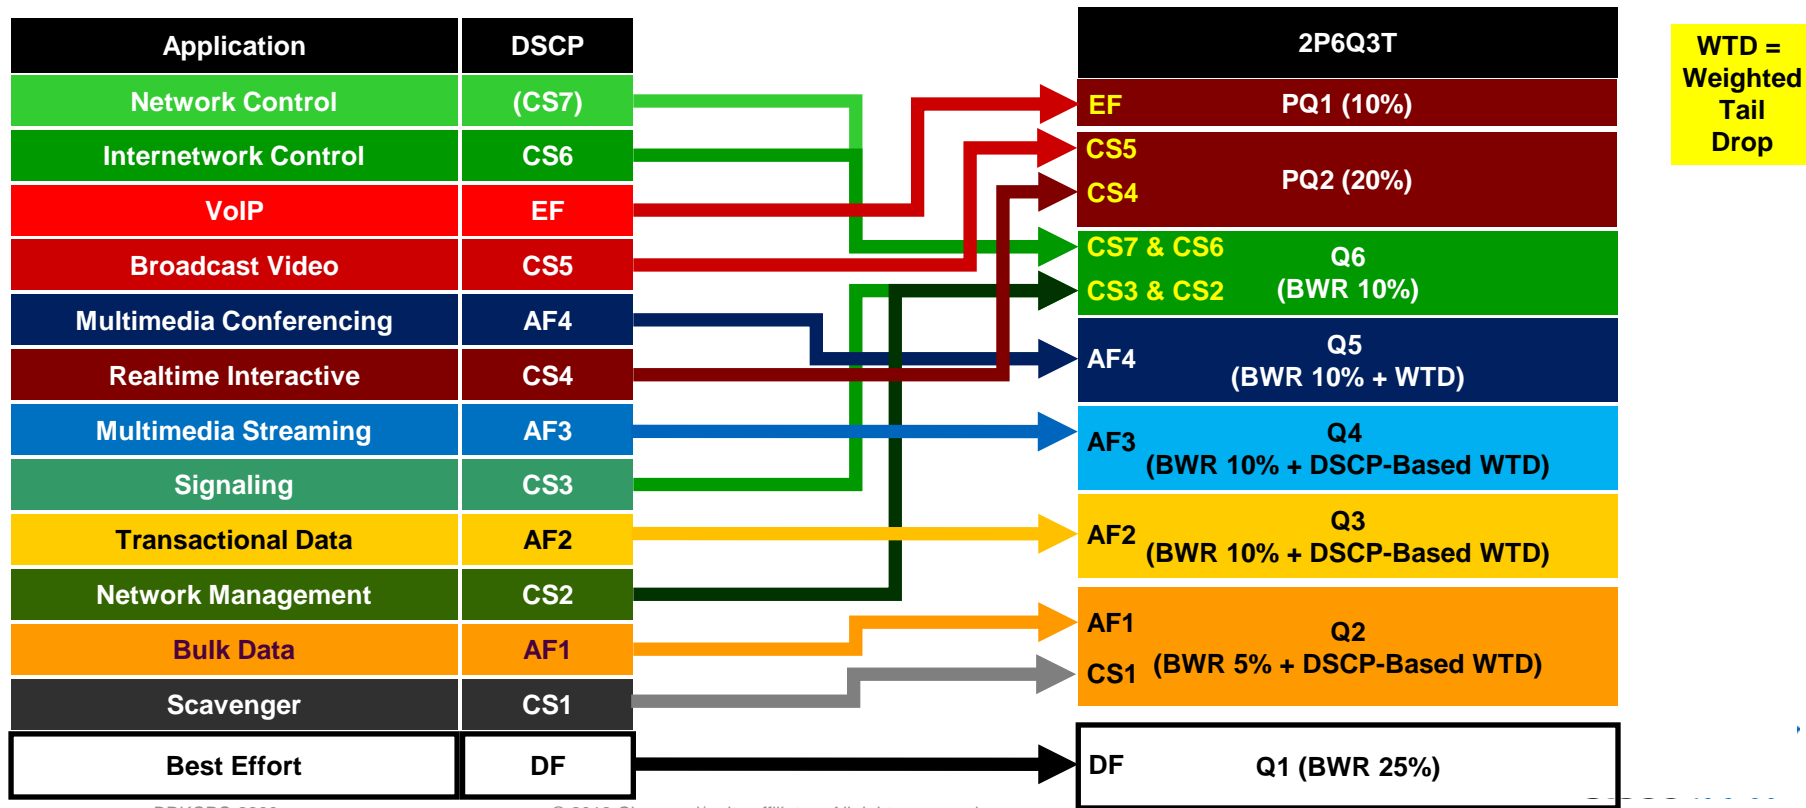 Application DSCP
Network Control (CS7)
Internetwork Control CS6
VoIP EF
Broadcast Video CS5
Multimedia Conferencing AF4
Realtime Interactive CS4
Multimedia Streaming AF3
Signaling CS3
Transactional Data AF2
Network Management CS2
Bulk Data AF1
Scavenger CS1
Best Effort DF
2P6Q3T
EF PQ1 (10%)
CS5
PQ2 (20%)
CS4
CS7 & CS6
Q6
CS3 & CS2 (BWR 10%)
Q5
AF4
(BWR 10% + WTD)
Q4
AF3
(BWR 10% + DSCP-Based WTD)
Q3
AF2
(BWR 10% + DSCP-Based WTD)
AF1
Q2
(BWR 5% + DSCP-Based WTD)
CS1
DF Q1 (BWR 25%)
WTD =
Weighted
Tail
Drop